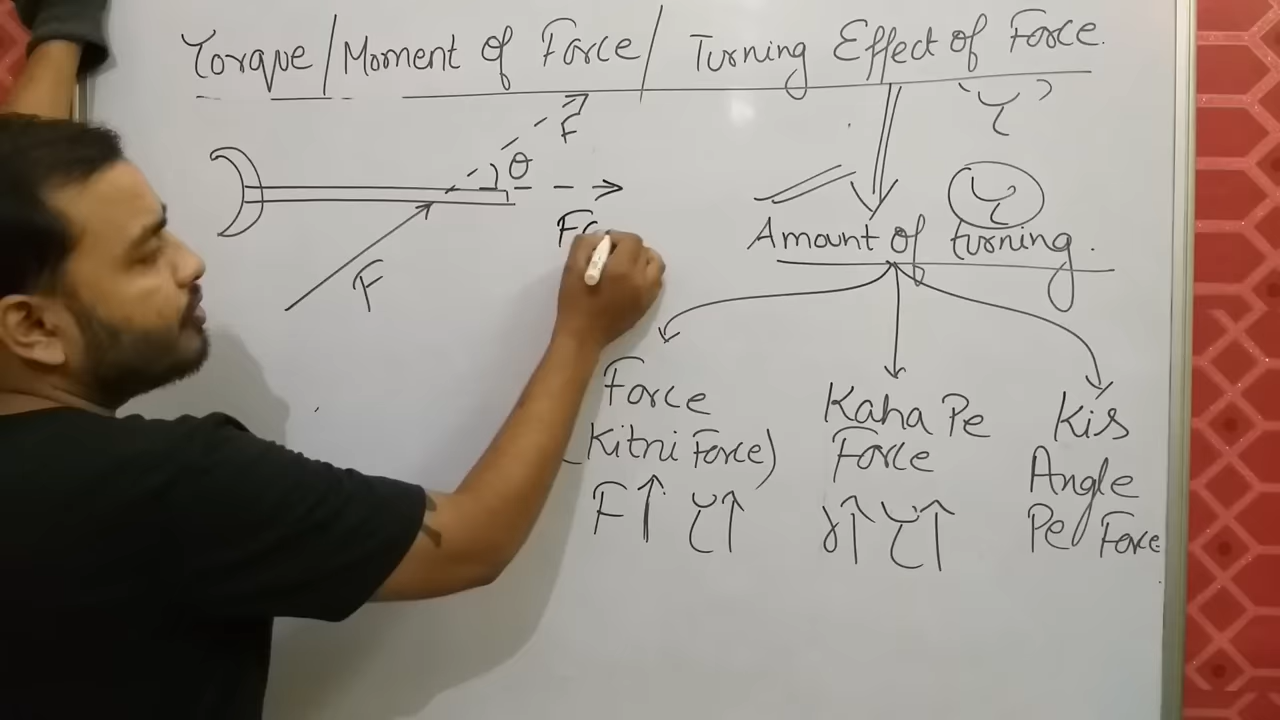 Torque / Moment of Force / Turning Effect of Force.
'τ'
F
θ
τ
F
Amount of turning.
Force
(Kitni Force)
F↑ τ↑
Kaha Pe
Force
r↑ τ↑
Kis
Angle
Pe Force